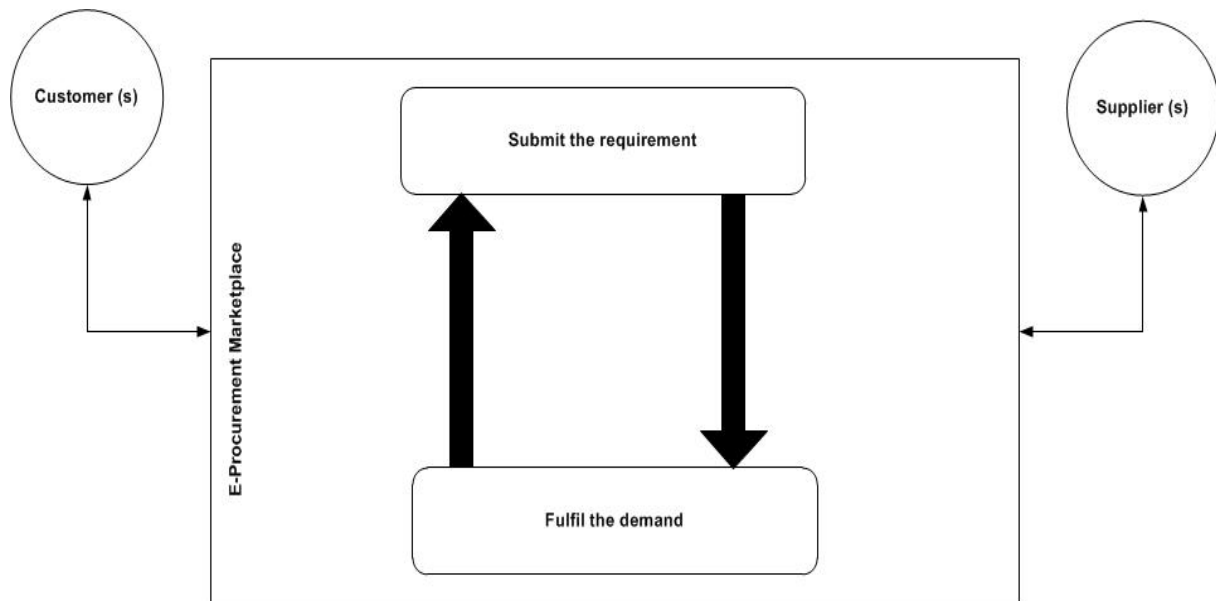 Customer (s)
Supplier (s)
Submit the requirement
E-Procurement Marketplace
Fulfil the demand